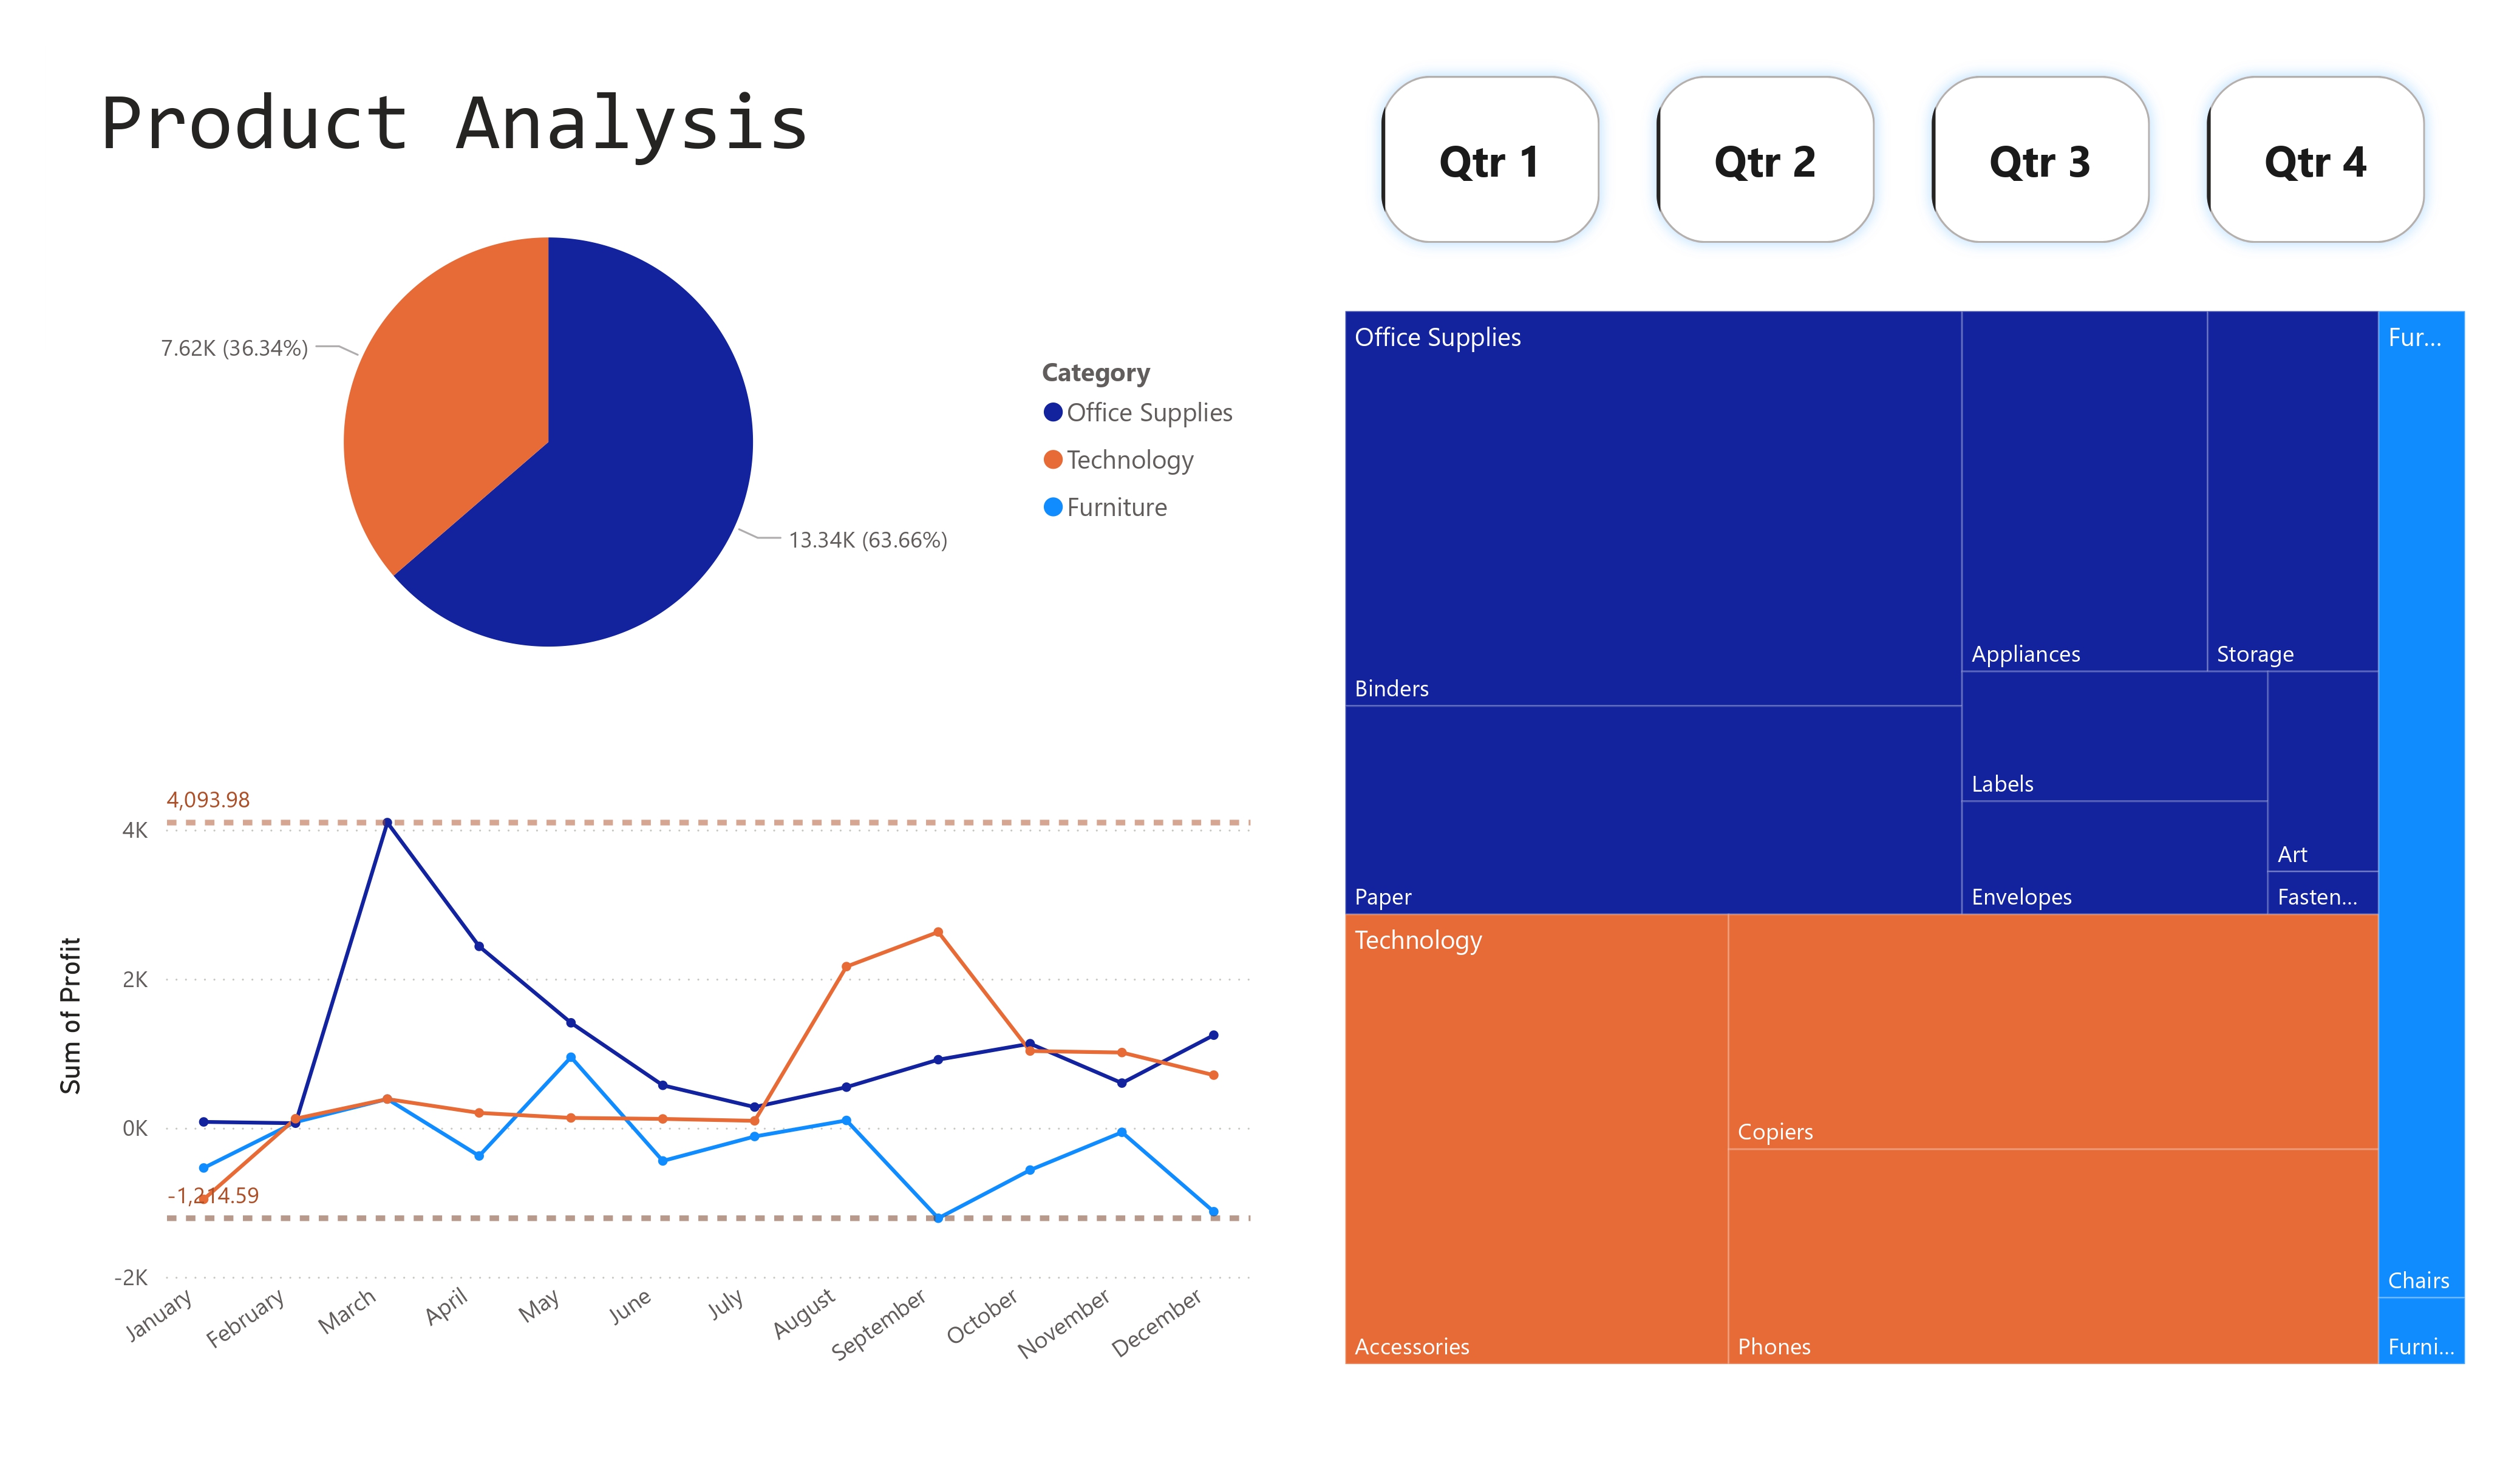 Product Analysis
Qtr 1
Qtr 2
Qtr 3
Qtr 4
7.62K (36.34%)
13.34K (63.66%)
Category
Office Supplies
Technology
Furniture
4,093.98
4K
2K
0K
-1,214.59
-2K
Sum of Profit
January
February
March
April
May
June
July
August
September
October
November
December
Office Supplies
Binders
Paper
Appliances
Storage
Labels
Envelopes
Art
Fasten...
Technology
Accessories
Copiers
Phones
Fur...
Chairs
Furni...